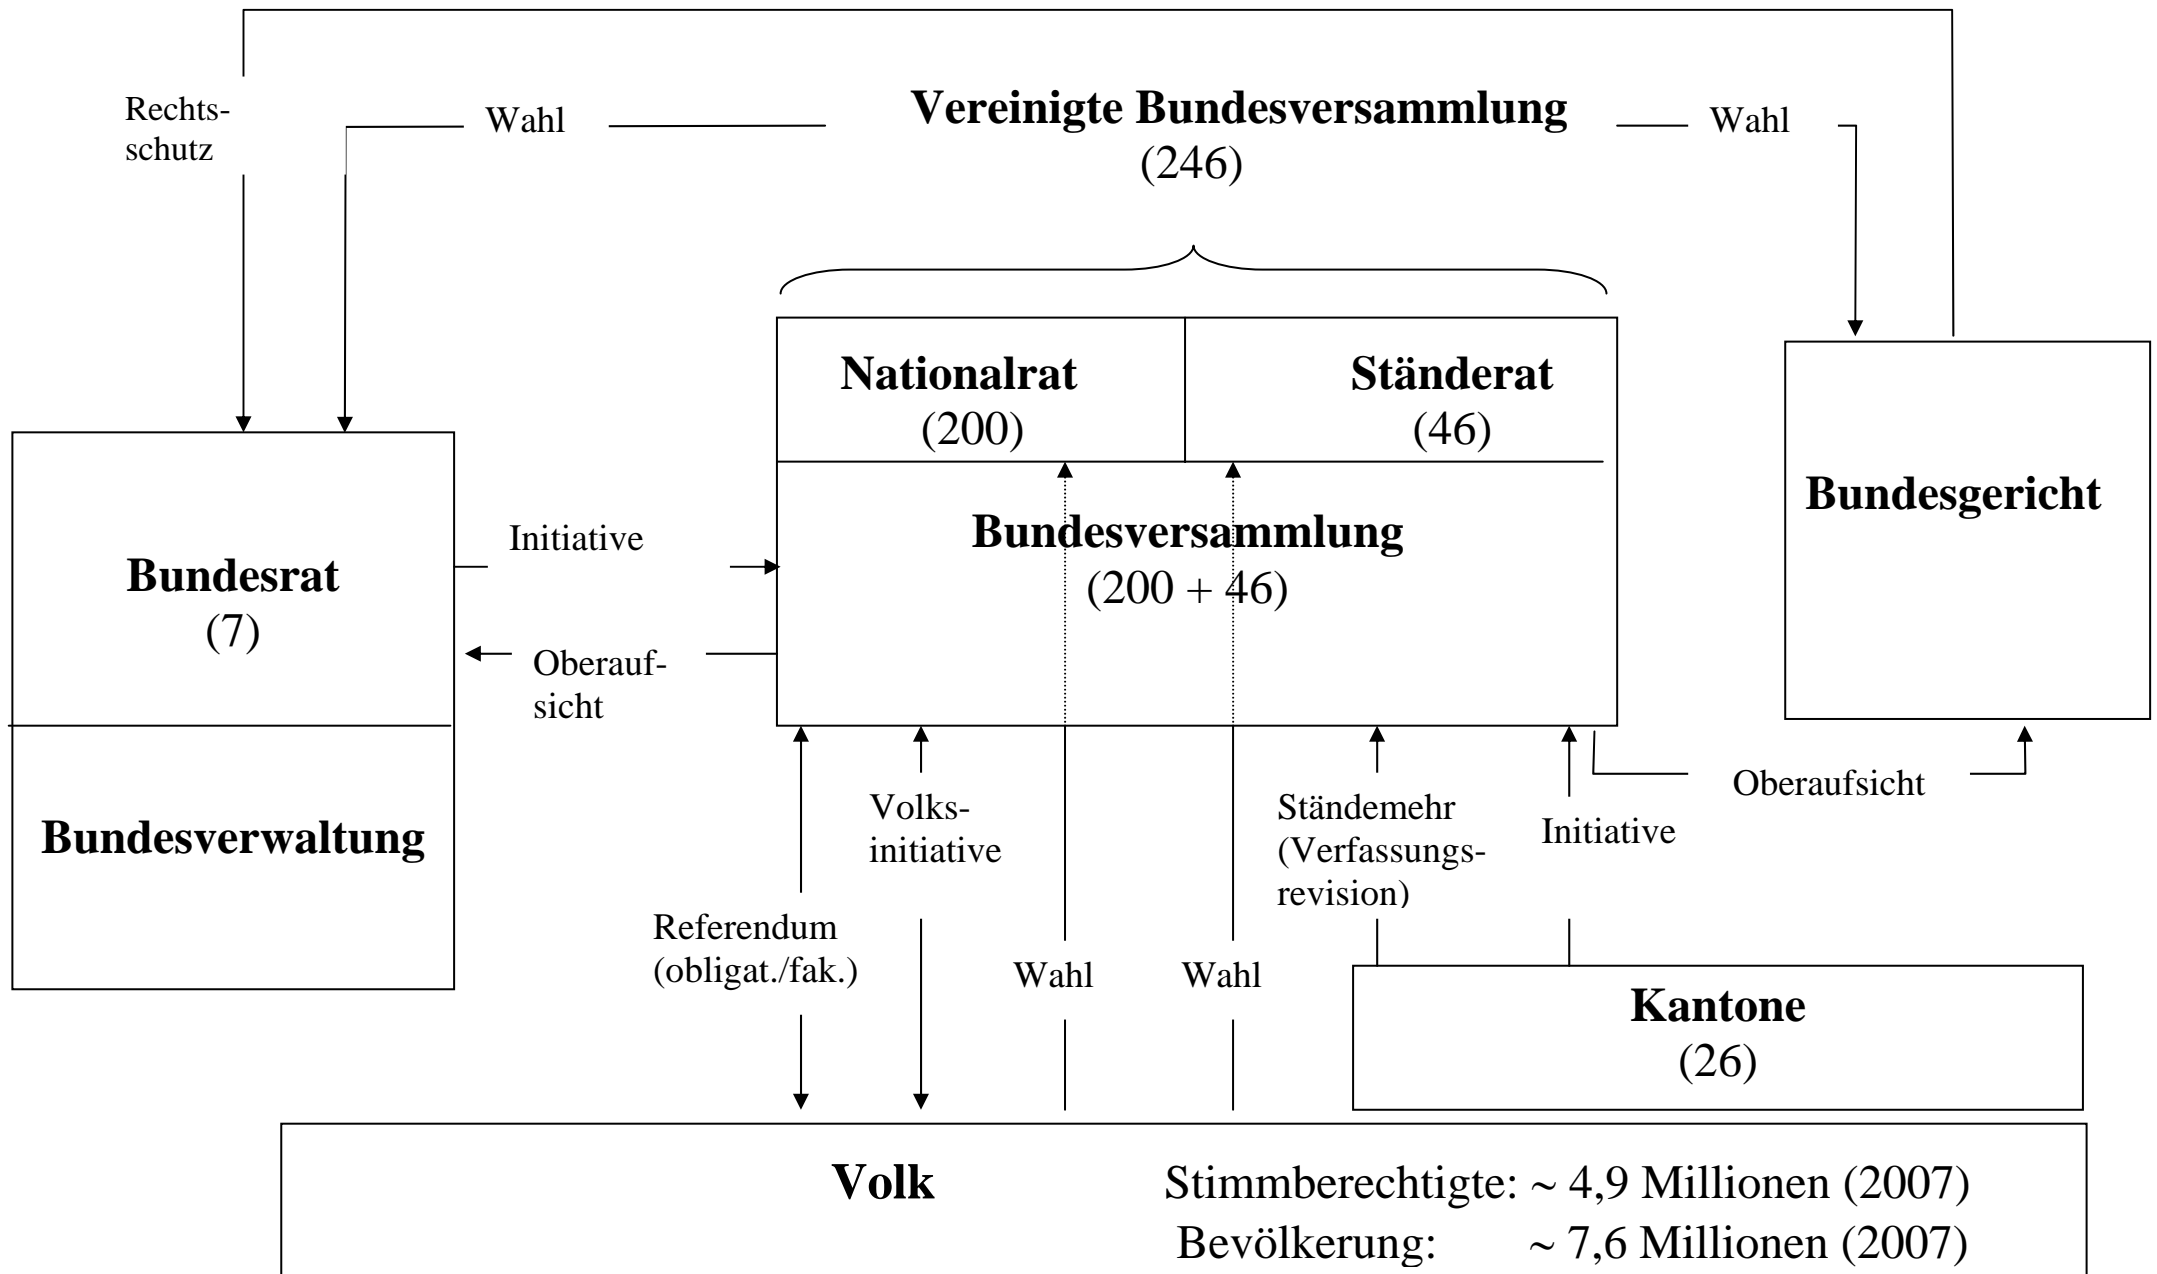 Rechts-
schutz
Wahl
Vereinigte Bundesversammlung
(246)
Wahl
Nationalrat
(200)
Ständerat
(46)
Bundesrat
(7)
Initiative
Oberauf-
sicht
Bundesversammlung
(200 + 46)
Bundesgericht
Bundesverwaltung
Referendum
(obligat./fak.)
Volks-
initiative
Wahl
Wahl
Ständemehr
(Verfassungs-
revision)
Initiative
Oberaufsicht
Kantone
(26)
Volk
Stimmberechtigte: ~ 4,9 Millionen (2007)
Bevölkerung: ~ 7,6 Millionen (2007)